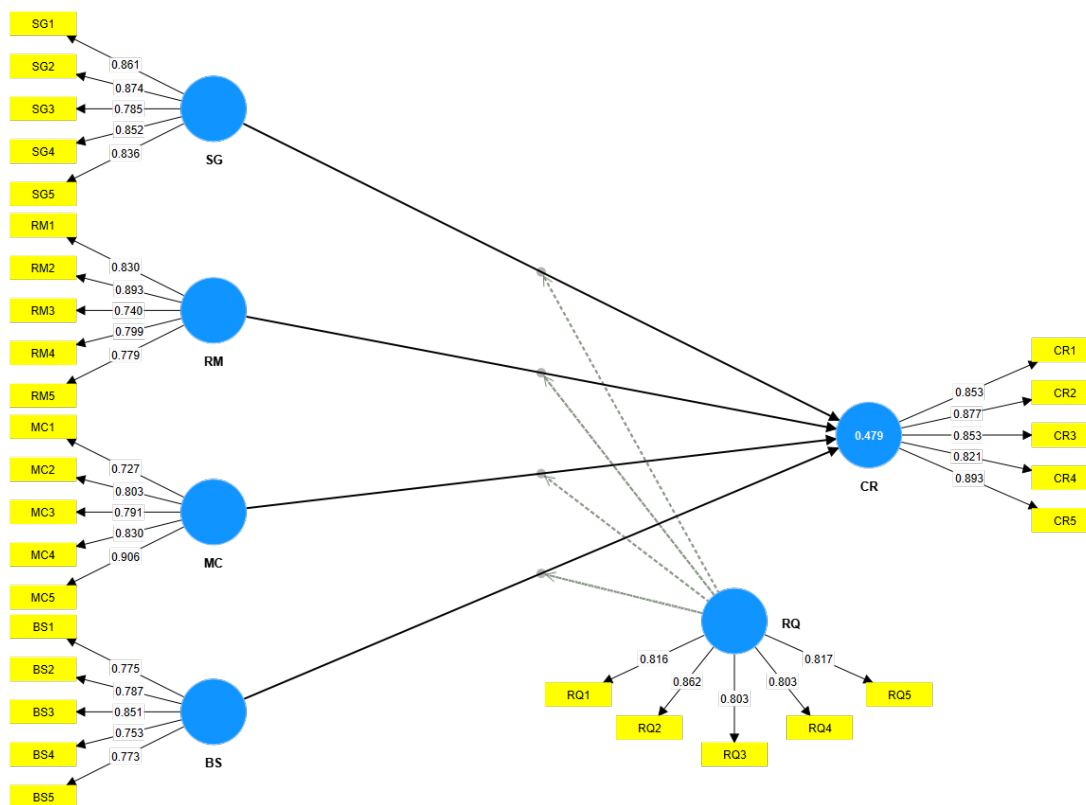 SG1
SG2
SG3
SG4
SG5
0.861
0.874
0.785
0.852
0.836
SG
RM1
RM2
RM3
RM4
RM5
0.830
0.893
0.740
0.799
0.779
RM
MC1
MC2
MC3
MC4
MC5
0.727
0.803
0.791
0.830
0.906
MC
BS1
BS2
BS3
BS4
BS5
0.775
0.787
0.851
0.753
0.773
BS
0.479
CR
0.853
0.877
0.853
0.821
0.893
CR1
CR2
CR3
CR4
CR5
RQ
0.816
0.862
0.803
0.803
0.817
RQ1
RQ2
RQ3
RQ4
RQ5